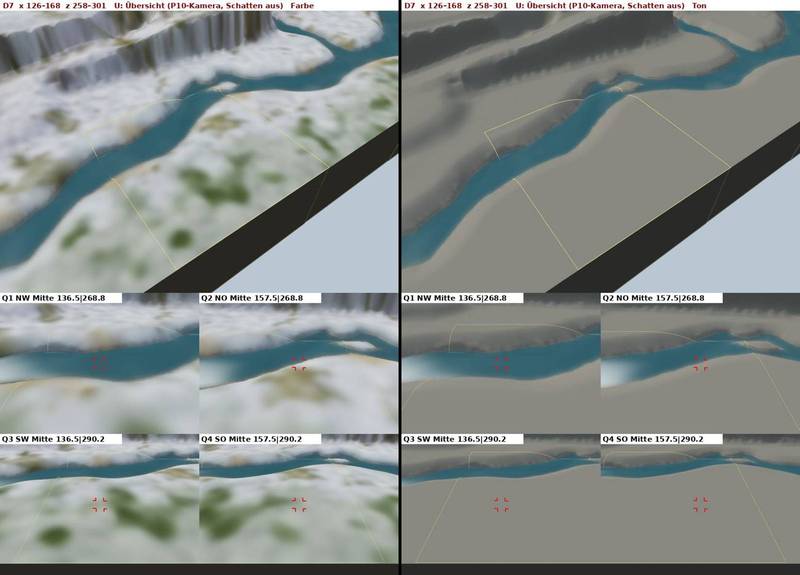 D7 x 126-168 z 258-301 U: Übersicht (P10-Kamera, Schatten aus) Farbe
D7 x 126-168 z 258-301 U: Übersicht (P10-Kamera, Schatten aus) Ton
Q1 NW Mitte 136.5|268.8
Q2 NO Mitte 157.5|268.8
Q1 NW Mitte 136.5|268.8
Q2 NO Mitte 157.5|268.8
Q3 SW Mitte 136.5|290.2
Q4 SO Mitte 157.5|290.2
Q3 SW Mitte 136.5|290.2
Q4 SO Mitte 157.5|290.2